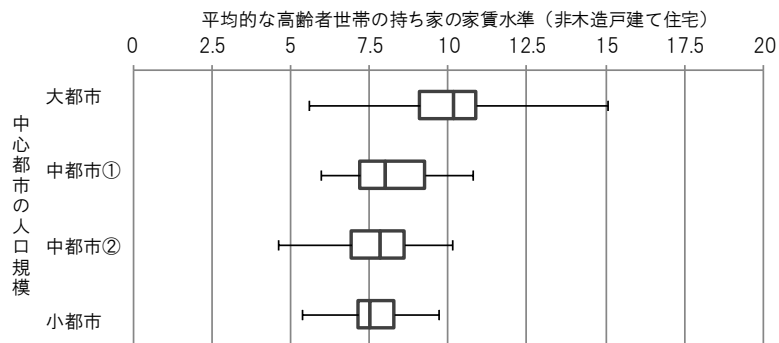 平均的な高齢者世帯の持ち家の家賃水準（非木造戸建て住宅）
0 2.5 5 7.5 10 12.5 15 17.5 20
中心都市の人口規模
大都市
中都市①
中都市②
小都市